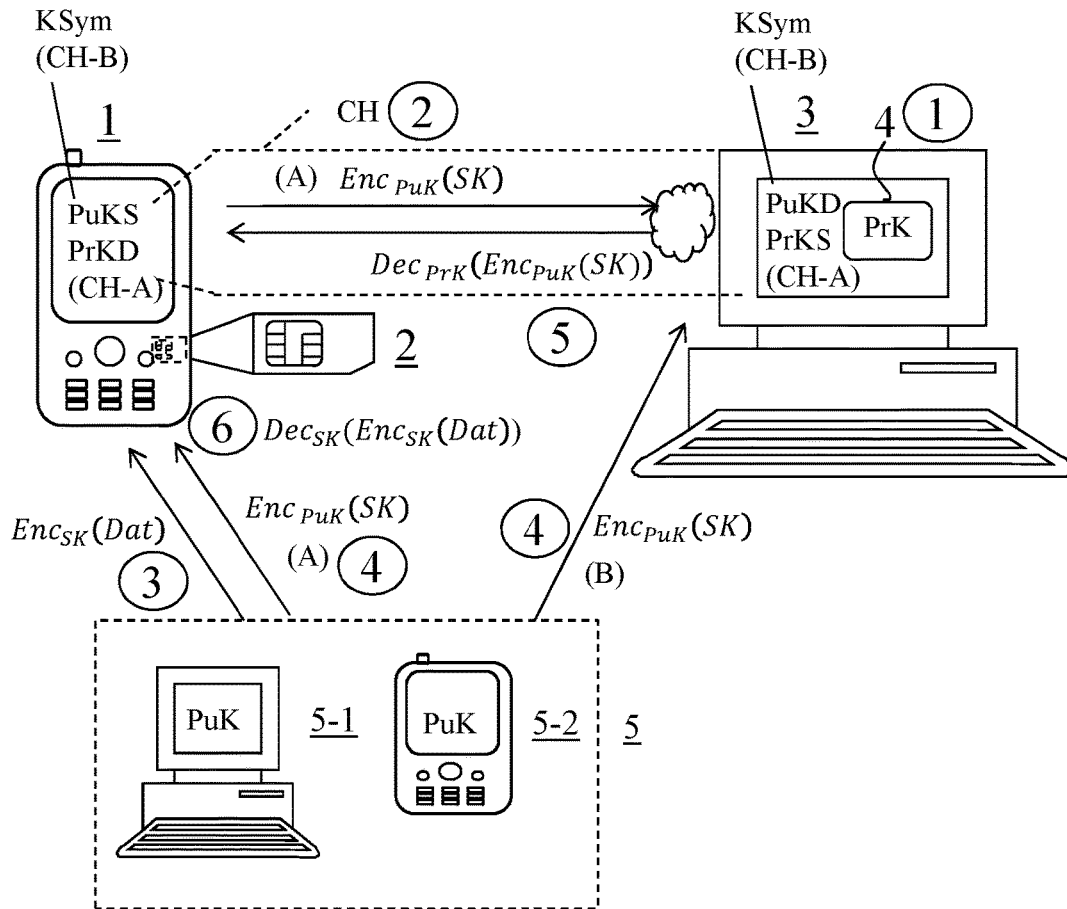 KSym
(CH-B)
KSym
(CH-B)
1
CH 2
3
4 1
(A) Enc_PuK(SK)
PuKS
PrKD
(CH-A)
PuKD
PrKS
(CH-A)
PrK
Dec_PrK(Enc_PuK(SK))
5
2
6 Dec_SK(Enc_SK(Dat))
Enc_SK(Dat)
3
Enc_PuK(SK)
(A) 4
4 Enc_PuK(SK)
(B)
PuK
5-1
PuK
5-2
5